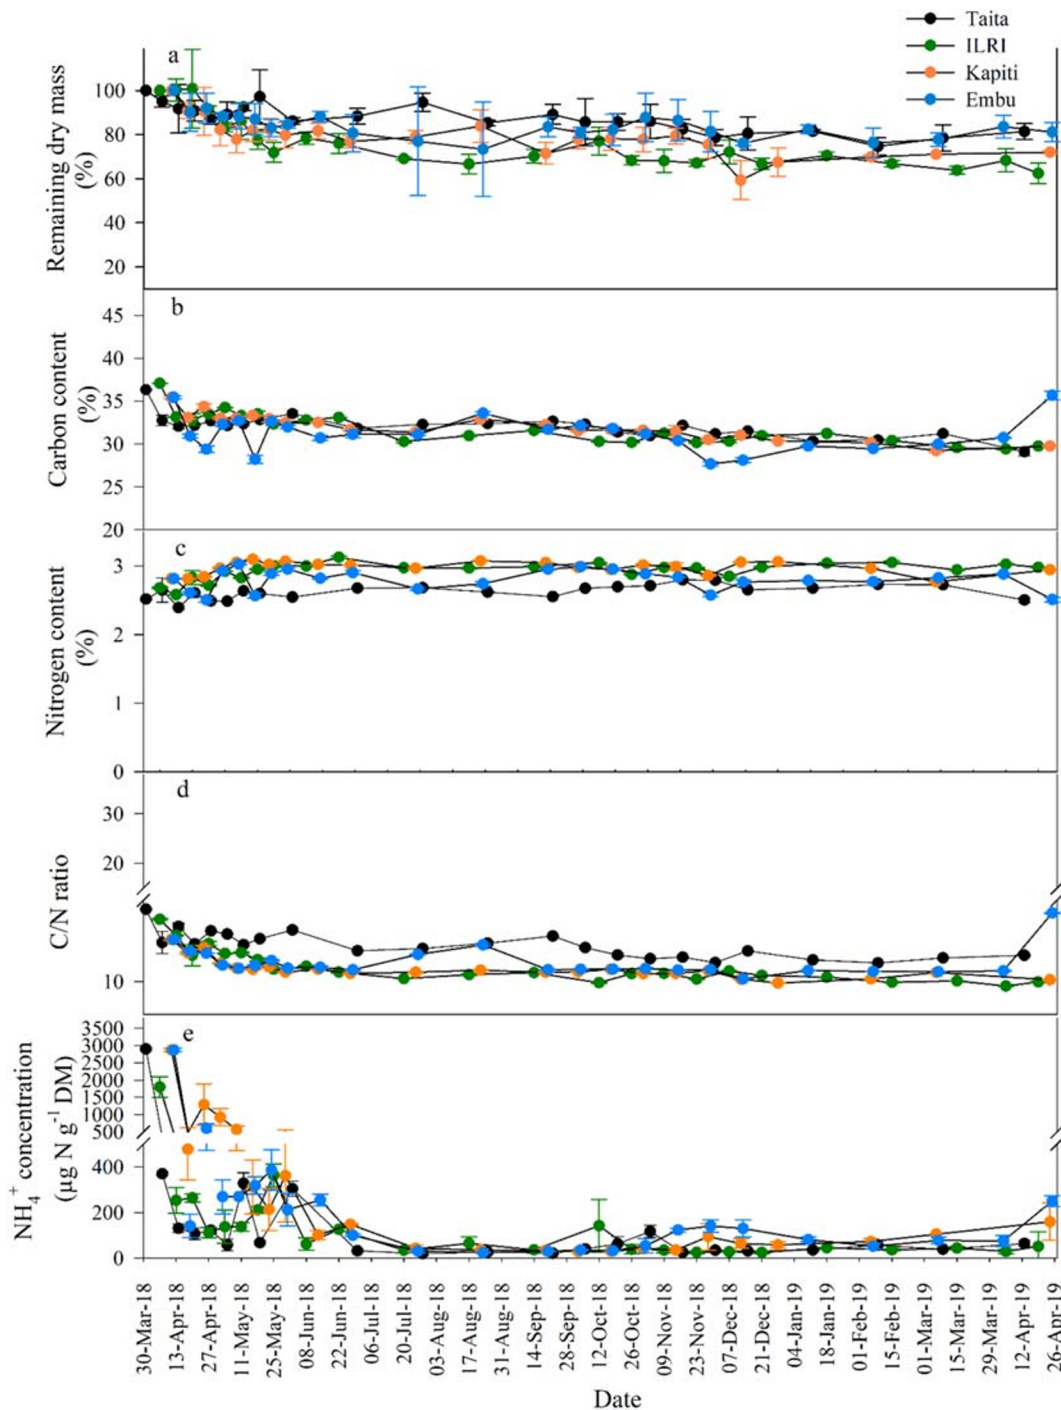 Taita
ILRI
Kapiti
Embu
a
Remaining dry mass
(%)
100
80
60
40
20
b
Carbon content
(%)
45
40
35
30
25
20
c
Nitrogen content
(%)
3
2
1
0
d
C/N ratio
30
20
10
e
NH₄⁺ concentration
(µg N g⁻¹ DM)
3500
3000
2500
2000
1500
1000
500
400
200
0
30-Mar-18
13-Apr-18
27-Apr-18
11-May-18
25-May-18
08-Jun-18
22-Jun-18
06-Jul-18
20-Jul-18
03-Aug-18
17-Aug-18
31-Aug-18
14-Sep-18
28-Sep-18
12-Oct-18
26-Oct-18
09-Nov-18
23-Nov-18
07-Dec-18
21-Dec-18
04-Jan-19
18-Jan-19
01-Feb-19
15-Feb-19
01-Mar-19
15-Mar-19
29-Mar-19
12-Apr-19
26-Apr-19
Date